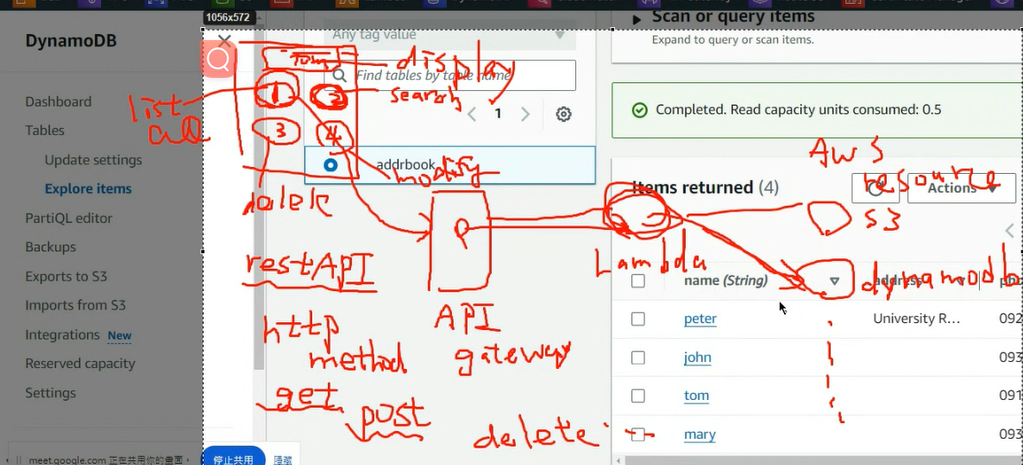 1056x572
DynamoDB
Dashboard
Tables
Update settings
Explore items
PartiQL editor
Backups
Exports to S3
Imports from S3
Integrations New
Reserved capacity
Settings
meet.google.com 正在共用你的畫面。
停止共用
隱藏
Any tag value
Find tables by table name
1
addrbook
Scan or query items
Expand to query or scan items.
Completed. Read capacity units consumed: 0.5
Items returned (4)
Actions
name (String)
address
pho
peter
University R...
092
john
093
tom
091
mary
093
Tom
display
1
2
search
list
all
3
4
modify
restAPI
http
method
get
post
delete
API
gateway
Lambda
AWS
resource
S3
dynamodb